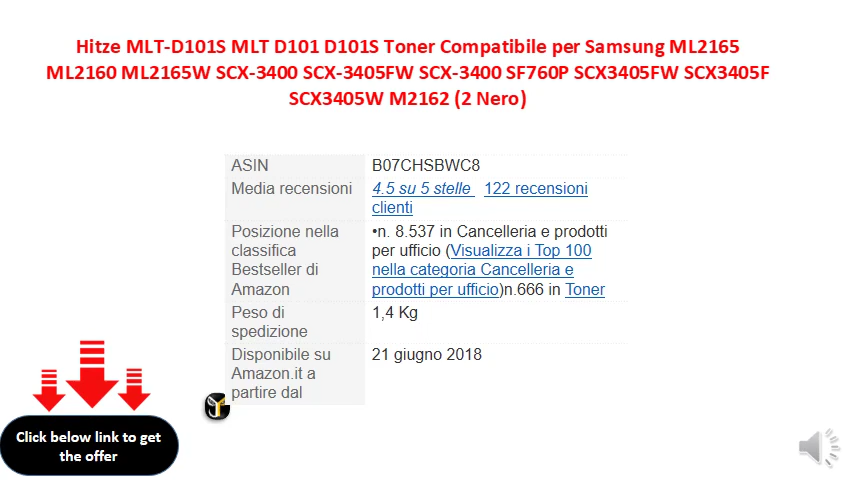 Hitze MLT-D101S MLT D101 D101S Toner Compatibile per Samsung ML2165
ML2160 ML2165W SCX-3400 SCX-3405FW SCX-3400 SF760P SCX3405FW SCX3405F
SCX3405W M2162 (2 Nero)
ASIN B07CHSBWC8
Media recensioni 4.5 su 5 stelle 122 recensioni
clienti
Posizione nella •n. 8.537 in Cancelleria e prodotti
classifica per ufficio (Visualizza i Top 100
Bestseller di nella categoria Cancelleria e
Amazon prodotti per ufficio)n.666 in Toner
Peso di 1,4 Kg
spedizione
Disponibile su 21 giugno 2018
Amazon.it a
partire dal
Click below link to get
the offer